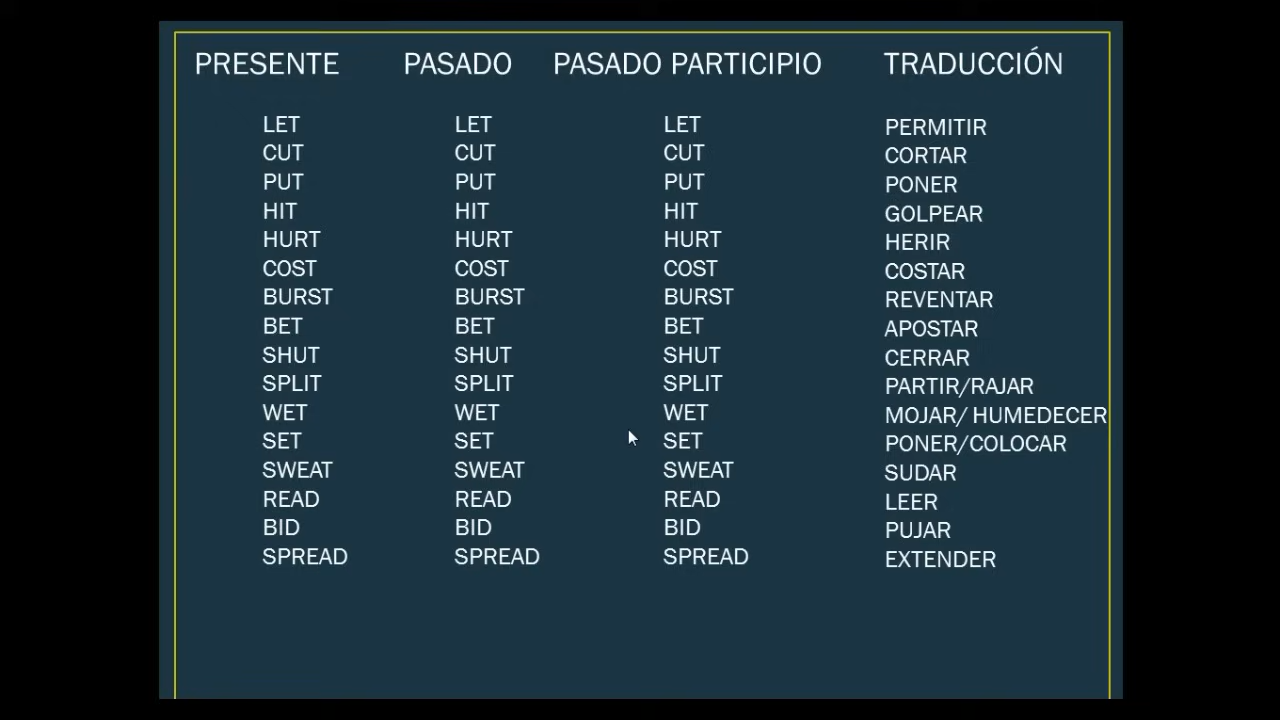 PRESENTE PASADO PASADO PARTICIPIO TRADUCCIÓN
LET LET LET PERMITIR
CUT CUT CUT CORTAR
PUT PUT PUT PONER
HIT HIT HIT GOLPEAR
HURT HURT HURT HERIR
COST COST COST COSTAR
BURST BURST BURST REVENTAR
BET BET BET APOSTAR
SHUT SHUT SHUT CERRAR
SPLIT SPLIT SPLIT PARTIR/RAJAR
WET WET WET MOJAR/ HUMEDECER
SET SET SET PONER/COLOCAR
SWEAT SWEAT SWEAT SUDAR
READ READ READ LEER
BID BID BID PUJAR
SPREAD SPREAD SPREAD EXTENDER